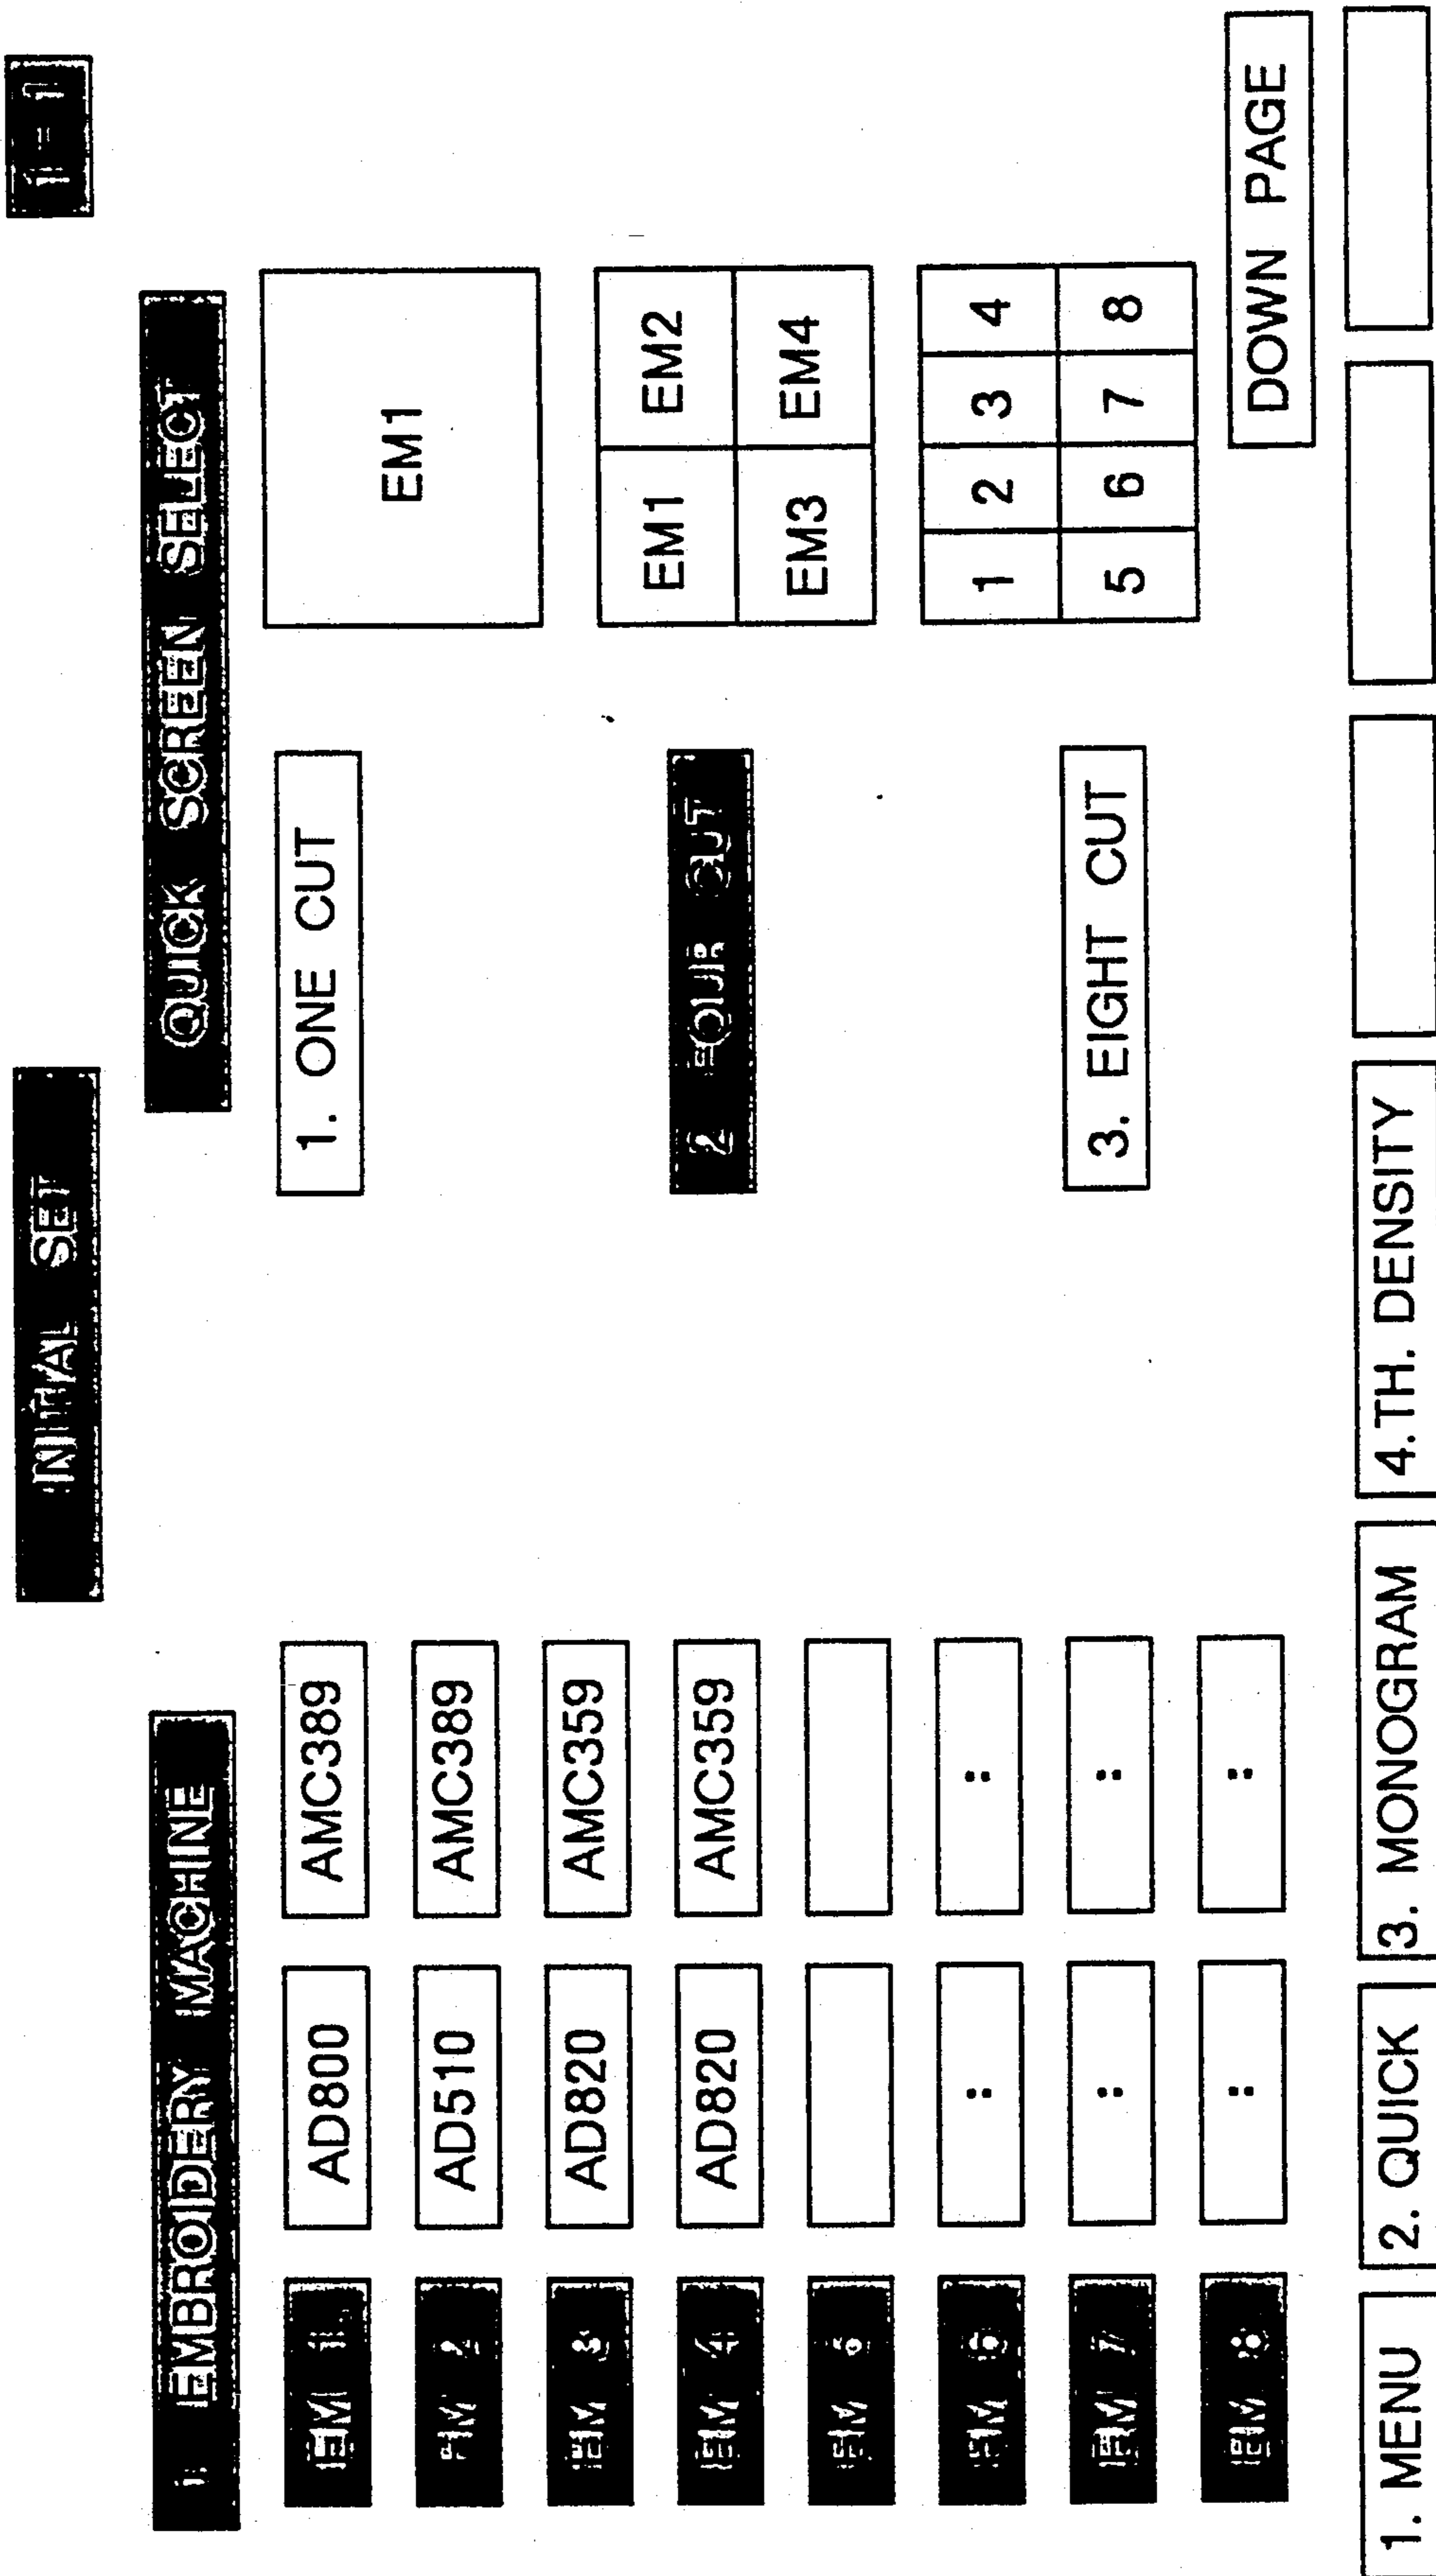 INITIAL SET 1 = 1
1 EMBROIDERY MACHINE QUICK SCREEN SELECT
EM 1 AD800 AMC389 1. ONE CUT EM1
EM 2 AD510 AMC389
EM 3 AD820 AMC359 EM1 EM2
EM 4 AD820 AMC359 2 FOUR CUT EM3 EM4
EM 5
EM 6 : : 1 2 3 4
EM 7 : : 3. EIGHT CUT 5 6 7 8
EM 8 : : DOWN PAGE
1. MENU 2. QUICK 3. MONOGRAM 4. TH. DENSITY